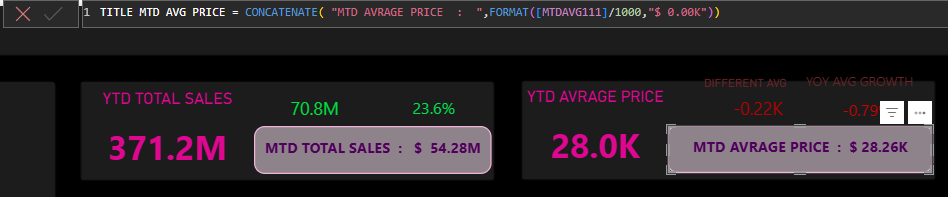 1 TITLE MTD AVG PRICE = CONCATENATE( "MTD AVRAGE PRICE  :  ",FORMAT([MTDAVG111]/1000,"$ 0.00K"))
YTD TOTAL SALES
70.8M
23.6%
371.2M
MTD TOTAL SALES  :  $  54.28M
YTD AVRAGE PRICE
DIFFERENT AVG
YOY AVG GROWTH
-0.22K
-0.79
28.0K
MTD AVRAGE PRICE  : $ 28.26K